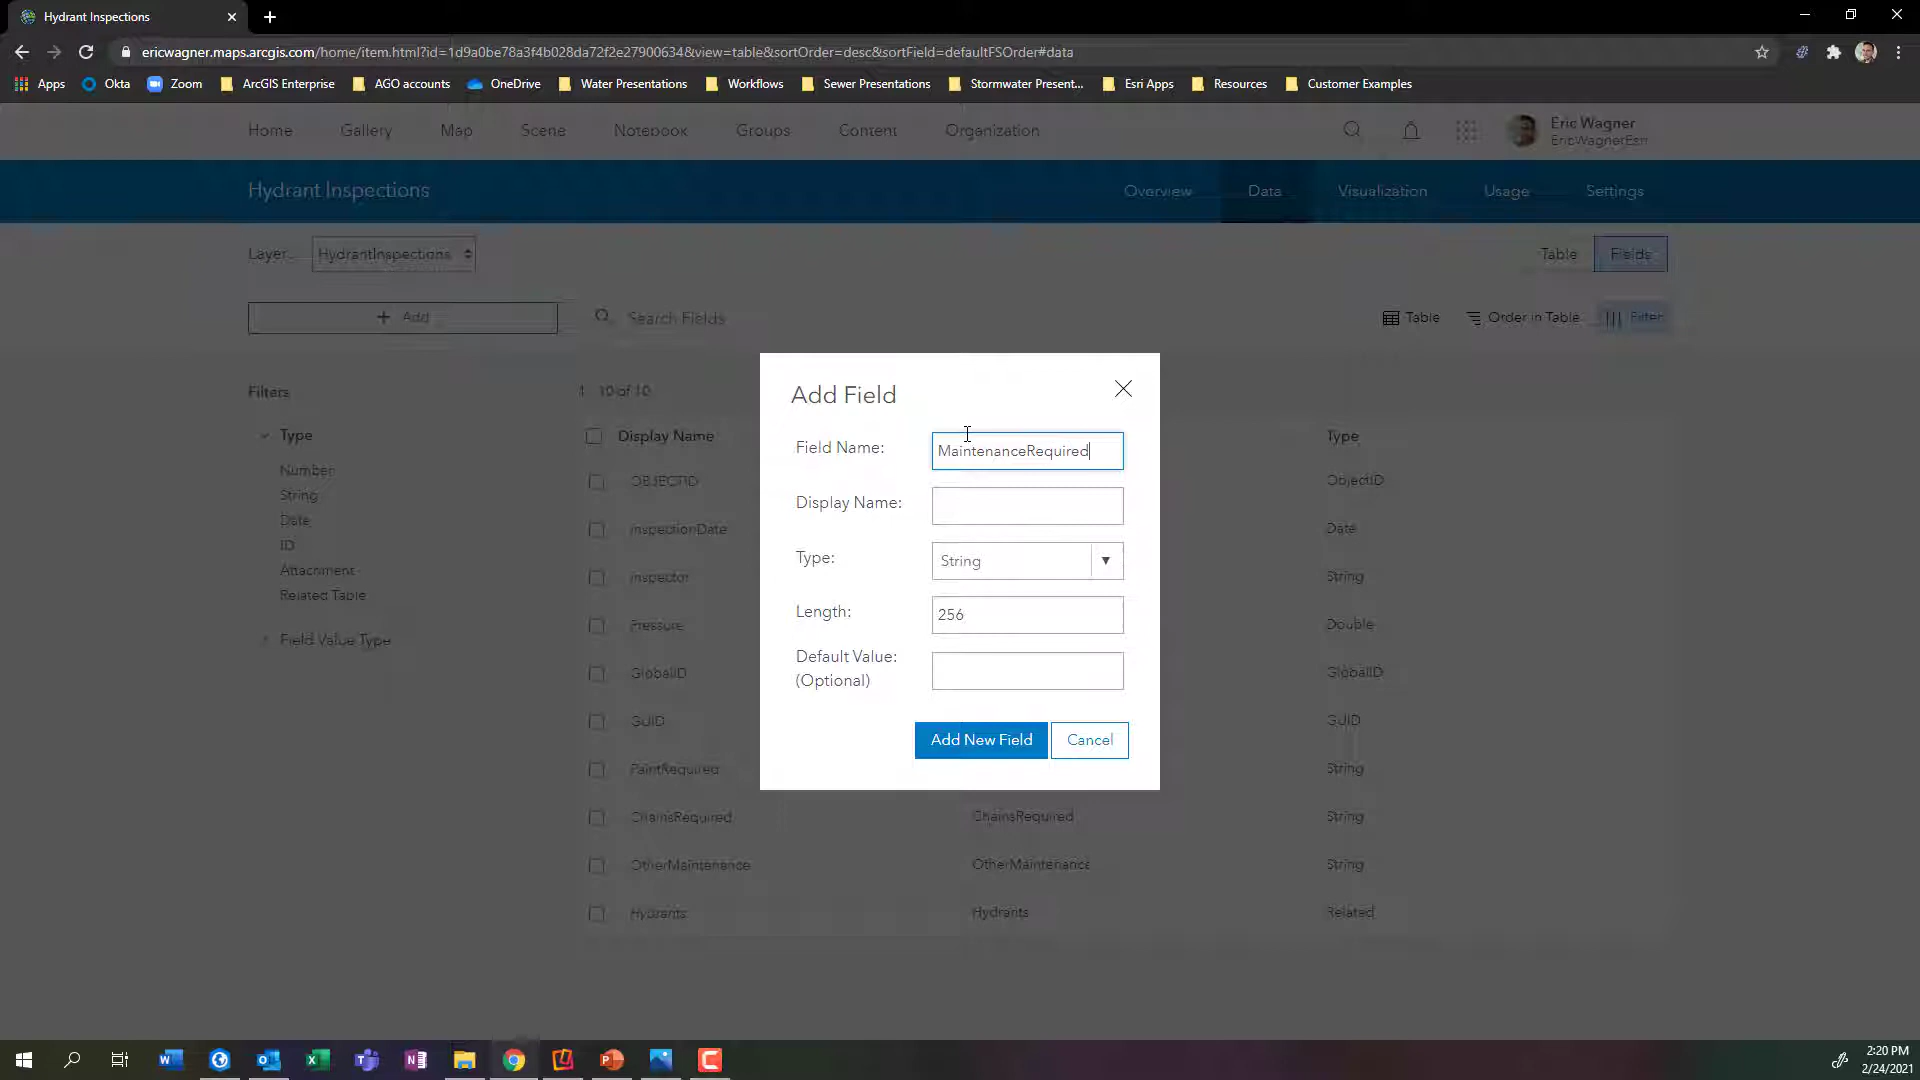 Hydrant Inspections
ericwagner.maps.arcgis.com/home/item.html?id=1d9a0be78a3f4b028da72f2e27900634&view=table&sortOrder=desc&sortField=defaultFSOrder#data
Apps Okta Zoom ArcGIS Enterprise AGO accounts OneDrive Water Presentations Workflows Sewer Presentations Stormwater Present... Esri Apps Resources Customer Examples
Home Gallery Map Scene Notebook Groups Content Organization
Eric Wagner
EricWagnerEsri
Hydrant Inspections Overview Data Visualization Usage Settings
Layer: HydrantInspections Table Fields
+ Add Search Fields Table Order in Table Filter
Filters 1 - 10 of 10
Add Field
Type Display Name Type
Field Name: MaintenanceRequired
Number OBJECTID ObjectID
String
Display Name:
Date InspectionDate Date
ID
Type: String
Attachment Inspector String
Related Table
Length: 256
Pressure Double
Field Value Type
Default Value:
(Optional)
GlobalID GlobalID
GUID GUID
Add New Field Cancel
PaintRequired String
ChainsRequired ChainsRequired String
OtherMaintenance OtherMaintenance String
Hydrants Hydrants Related
2:20 PM
2/24/2021